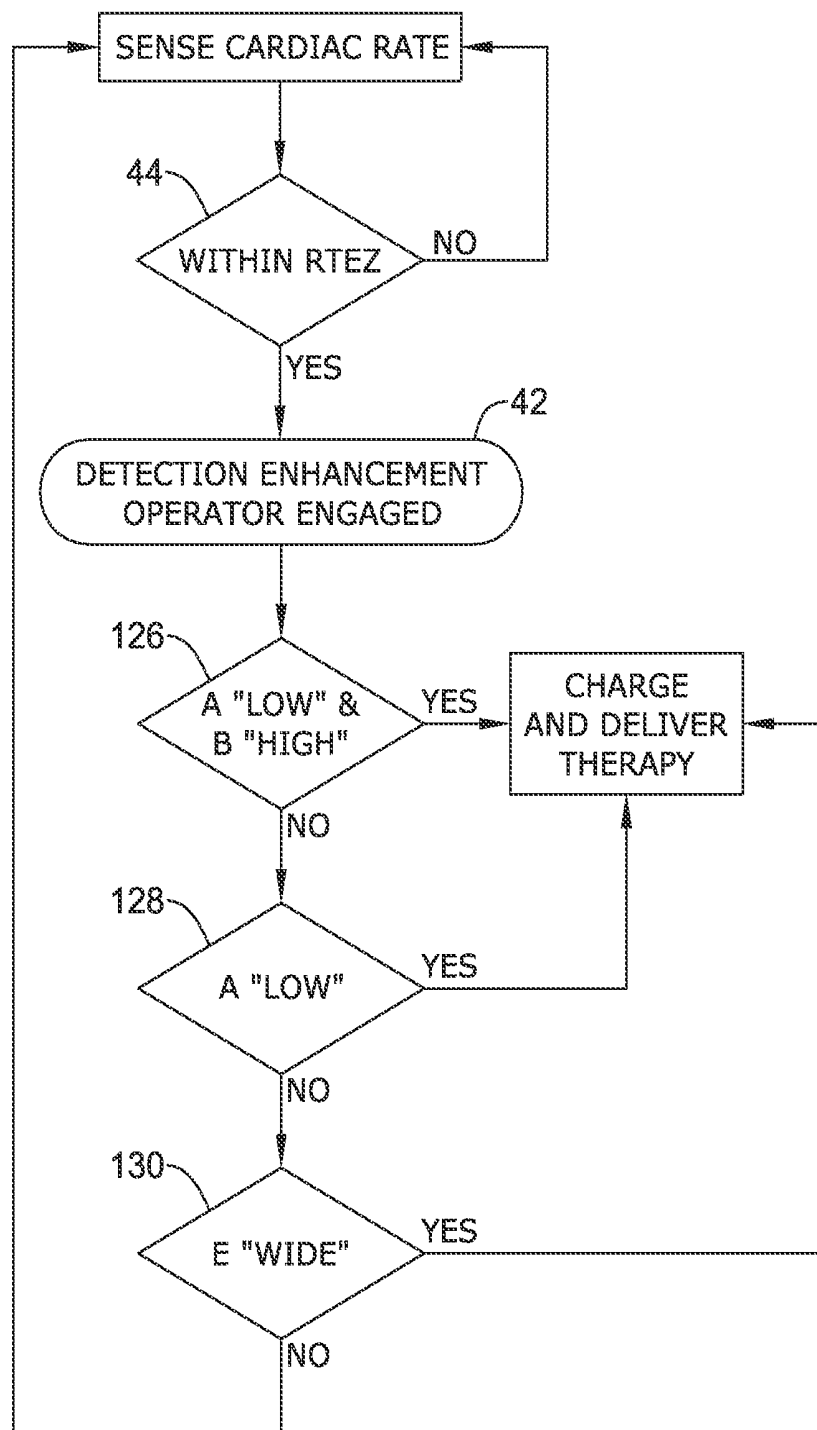 SENSE CARDIAC RATE
44
WITHIN RTEZ
NO
YES
42
DETECTION ENHANCEMENT
OPERATOR ENGAGED
126
A "LOW" &
B "HIGH"
YES
CHARGE
AND DELIVER
THERAPY
NO
128
A "LOW"
YES
NO
130
E "WIDE"
YES
NO